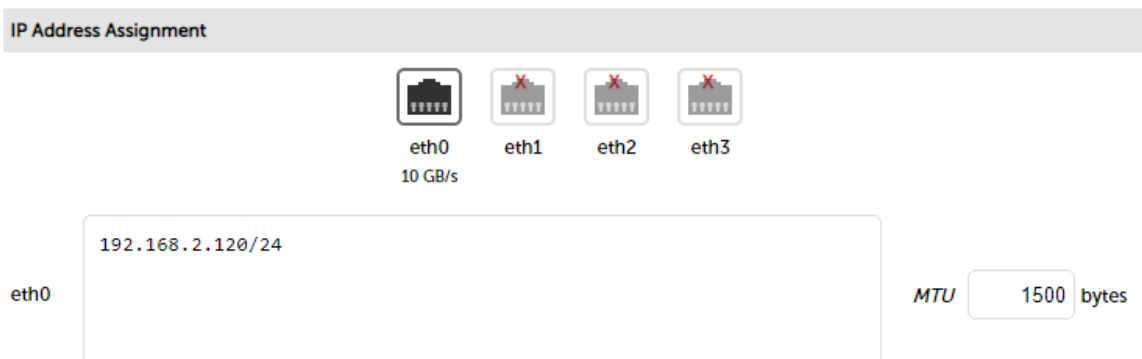 IP Address Assignment
eth0 eth1 eth2 eth3
10 GB/s
192.168.2.120/24
eth0 MTU 1500 bytes